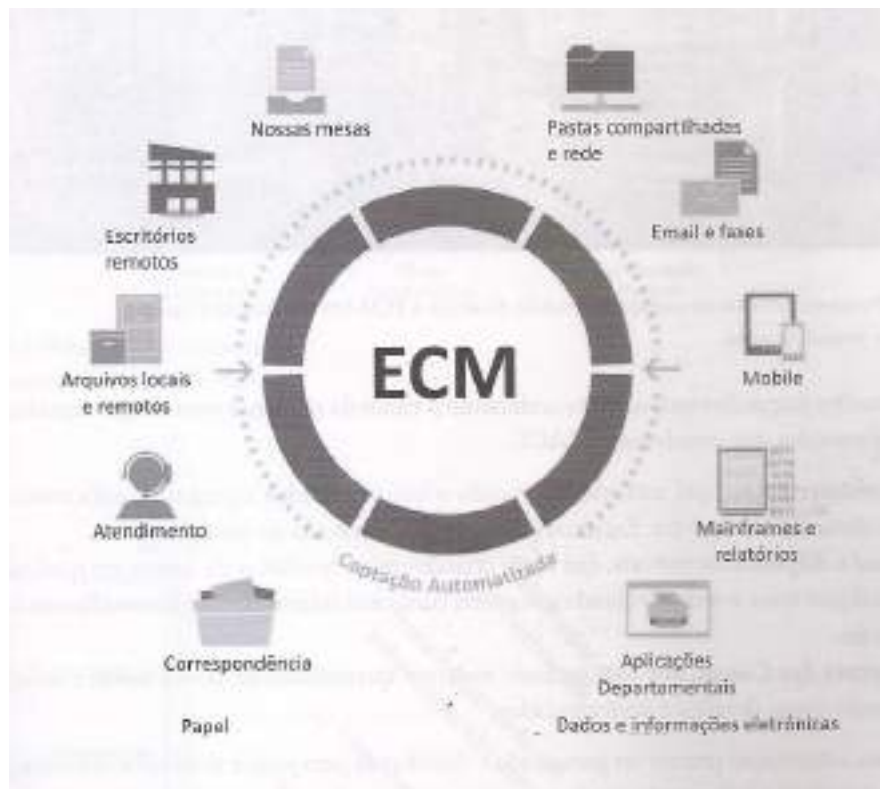 Nossas mesas
Pastas compartilhadas
e rede
Escritórios
remotos
Email e faxes
Arquivos locais
e remotos
ECM
Mobile
Atendimento
Mainframes e
relatórios
Captação Automatizada
Correspondência
Aplicações
Departamentais
Papel
Dados e informações eletrônicas